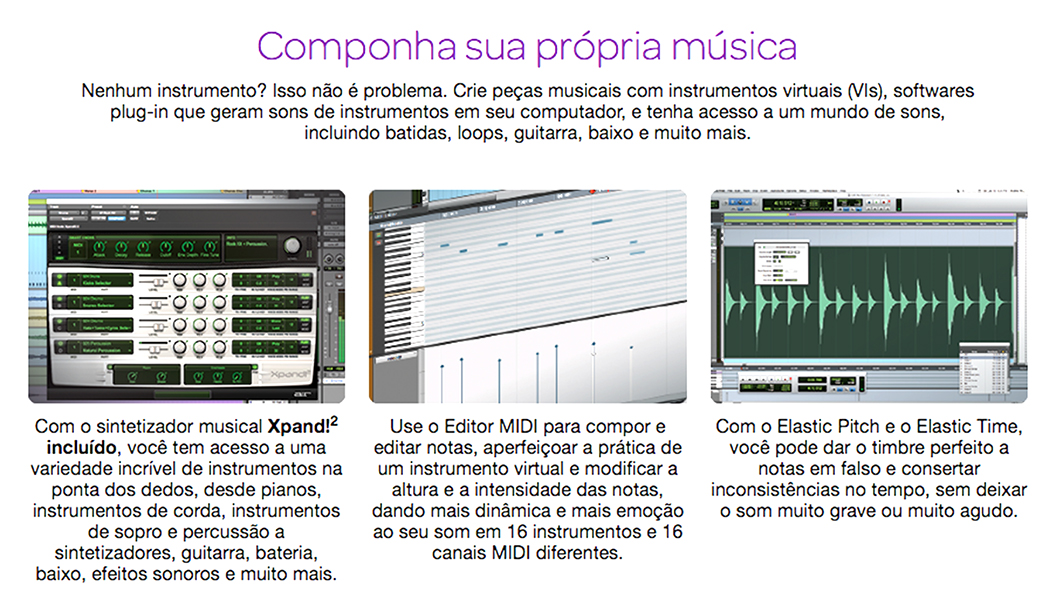 Componha sua própria música
Nenhum instrumento? Isso não é problema. Crie peças musicais com instrumentos virtuais (VIs), softwares
plug-in que geram sons de instrumentos em seu computador, e tenha acesso a um mundo de sons,
incluindo batidas, loops, guitarra, baixo e muito mais.
Xpand!²
Com o sintetizador musical Xpand!²
incluído, você tem acesso a uma
variedade incrível de instrumentos na
ponta dos dedos, desde pianos,
instrumentos de corda, instrumentos
de sopro e percussão a
sintetizadores, guitarra, bateria,
baixo, efeitos sonoros e muito mais.
Use o Editor MIDI para compor e
editar notas, aperfeiçoar a prática de
um instrumento virtual e modificar a
altura e a intensidade das notas,
dando mais dinâmica e mais emoção
ao seu som em 16 instrumentos e 16
canais MIDI diferentes.
Com o Elastic Pitch e o Elastic Time,
você pode dar o timbre perfeito a
notas em falso e consertar
inconsistências no tempo, sem deixar
o som muito grave ou muito agudo.